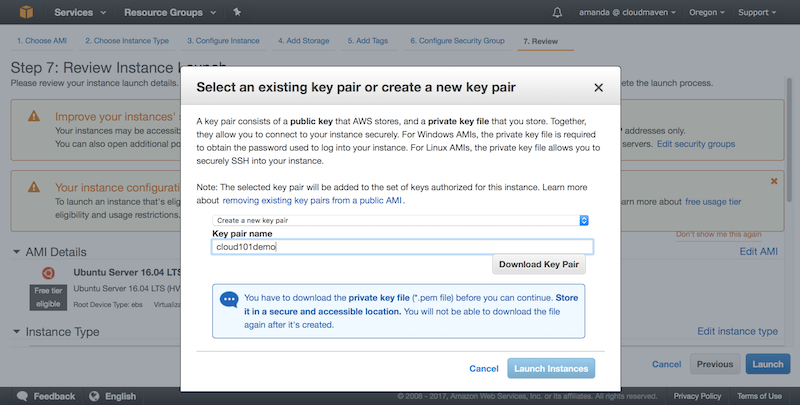 Services Resource Groups amanda @ cloudmaven Oregon Support
1. Choose AMI 2. Choose Instance Type 3. Configure Instance 4. Add Storage 5. Add Tags 6. Configure Security Group 7. Review
Step 7: Review Instance Launch
Please review your instance launch details. lete the launch process.
Improve your instances' s
Your instances may be accessib P addresses only.
You can also open additional po servers. Edit security groups
Your instance configurati
To launch an instance that's el arn more about free usage tier
eligibility and usage restrictions.
Don't show me this again
AMI Details Edit AMI
Ubuntu Server 16.04 LTS
Free tier
eligible
Ubuntu Server 16.04 LTS (HV
Root Device Type: ebs Virtualiza
Instance Type Edit instance type
Select an existing key pair or create a new key pair
A key pair consists of a public key that AWS stores, and a private key file that you store. Together,
they allow you to connect to your instance securely. For Windows AMIs, the private key file is required
to obtain the password used to log into your instance. For Linux AMIs, the private key file allows you to
securely SSH into your instance.
Note: The selected key pair will be added to the set of keys authorized for this instance. Learn more
about removing existing key pairs from a public AMI.
Create a new key pair
Key pair name
cloud101demo
Download Key Pair
You have to download the private key file (*.pem file) before you can continue. Store
it in a secure and accessible location. You will not be able to download the file
again after it's created.
Cancel Launch Instances
Cancel Previous Launch
Feedback English © 2008 - 2017, Amazon Web Services, Inc. or its affiliates. All rights reserved. Privacy Policy Terms of Use